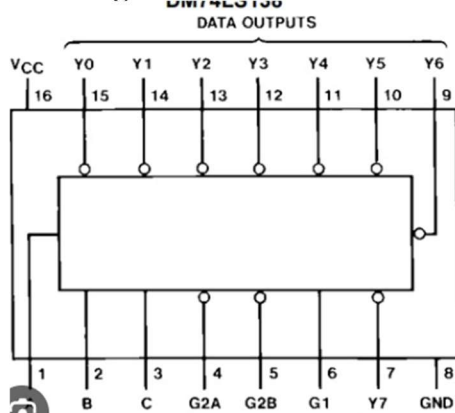 DM74LS138
DATA OUTPUTS
VCC Y0 Y1 Y2 Y3 Y4 Y5 Y6
16 15 14 13 12 11 10 9
1 2 3 4 5 6 7 8
B C G2A G2B G1 Y7 GND